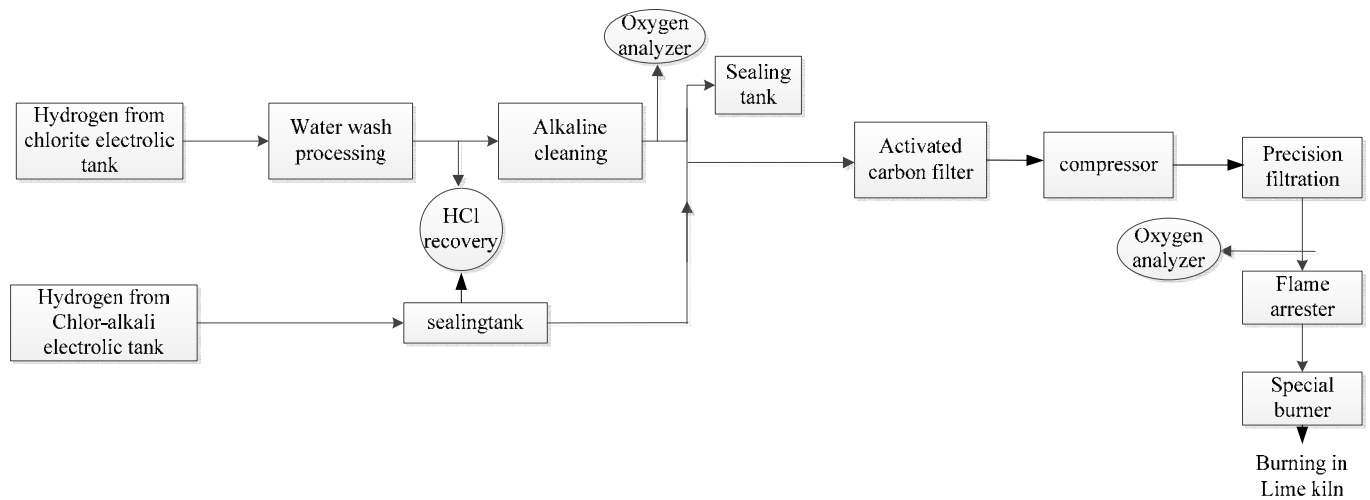 Oxygen
analyzer
Sealing
tank
Hydrogen from
chlorite electrolic
tank
Water wash
processing
Alkaline
cleaning
Activated
carbon filter
compressor
Precision
filtration
HCl
recovery
Oxygen
analyzer
Hydrogen from
Chlor-alkali
electrolic tank
sealingtank
Flame
arrester
Special
burner
Burning in
Lime kiln